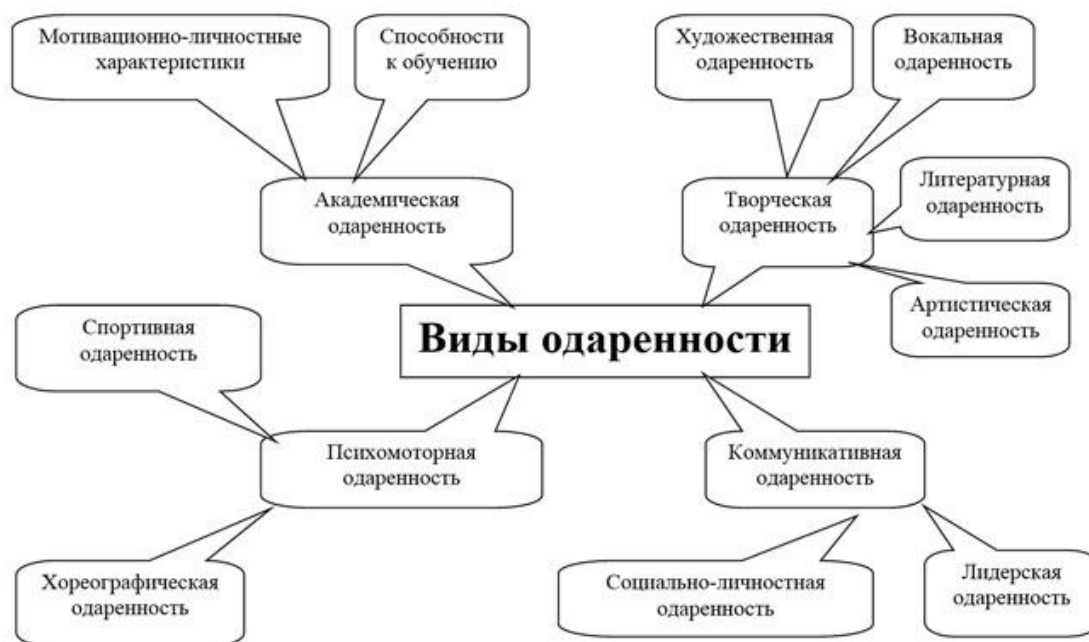 Мотивационно-личностные
характеристики
Способности
к обучению
Художественная
одаренность
Вокальная
одаренность
Академическая
одаренность
Творческая
одаренность
Литературная
одаренность
Артистическая
одаренность
Виды одаренности
Спортивная
одаренность
Психомоторная
одаренность
Коммуникативная
одаренность
Хореографическая
одаренность
Социально-личностная
одаренность
Лидерская
одаренность